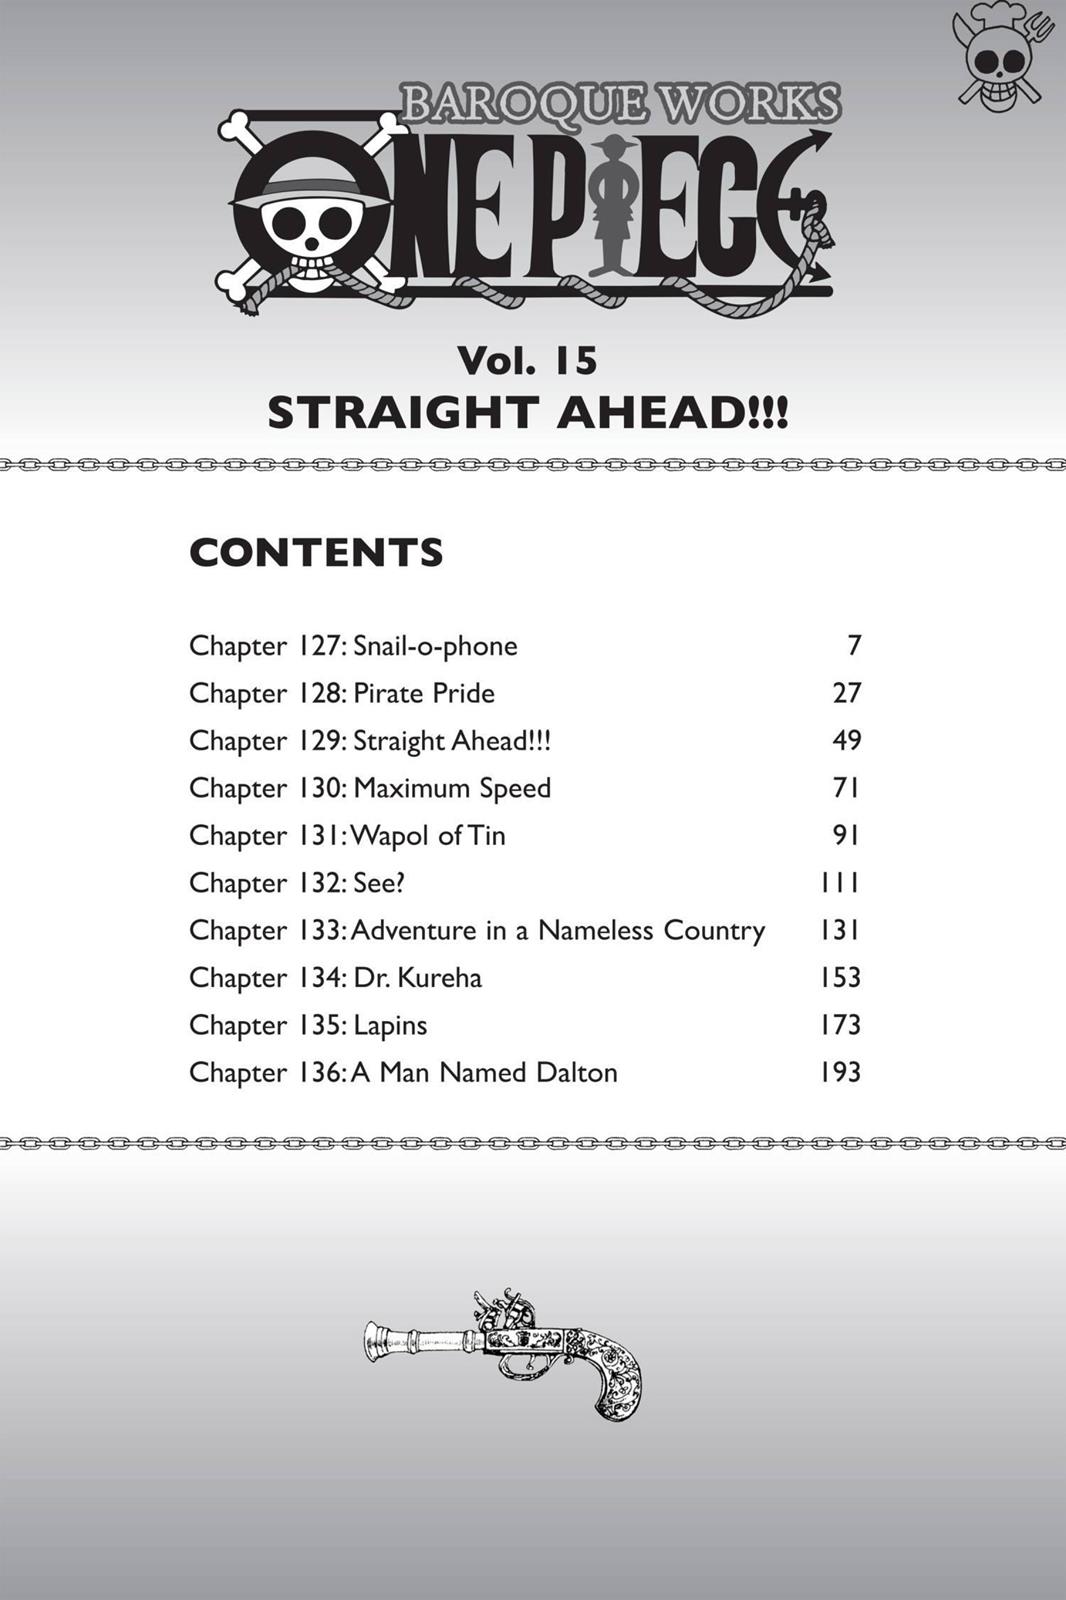 BAROQUE WORKS
ONE PIECE
Vol. 15
STRAIGHT AHEAD!!!
CONTENTS
Chapter 127: Snail-o-phone 7
Chapter 128: Pirate Pride 27
Chapter 129: Straight Ahead!!! 49
Chapter 130: Maximum Speed 71
Chapter 131: Wapol of Tin 91
Chapter 132: See? 111
Chapter 133: Adventure in a Nameless Country 131
Chapter 134: Dr. Kureha 153
Chapter 135: Lapins 173
Chapter 136: A Man Named Dalton 193